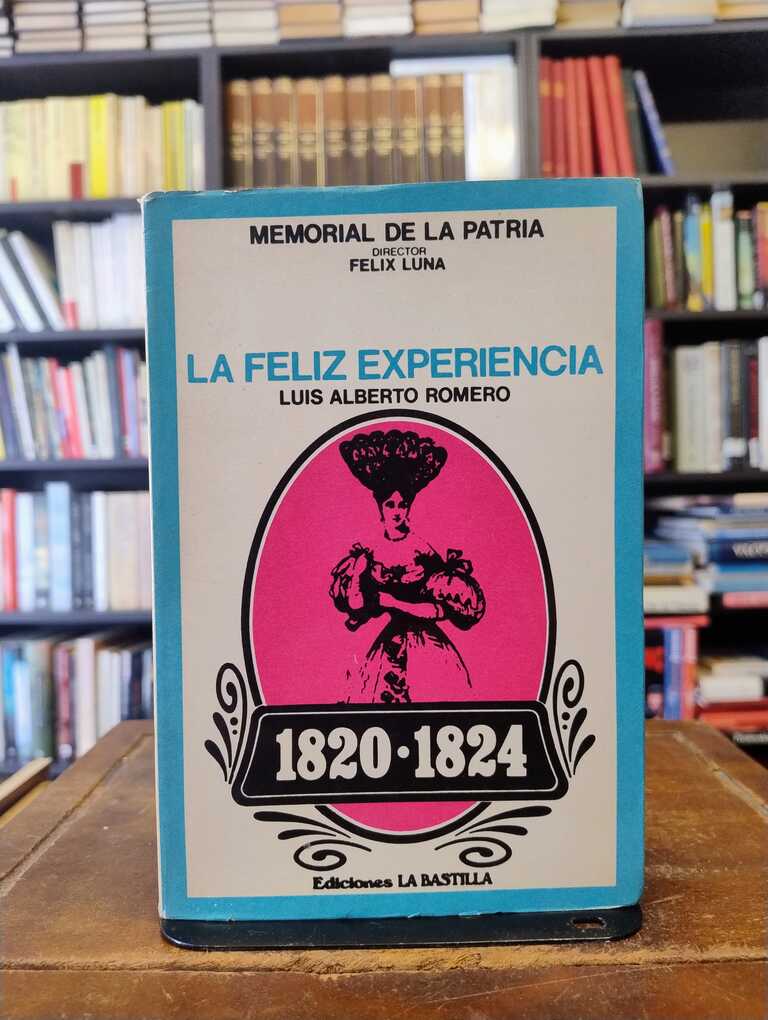 MEMORIAL DE LA PATRIA
DIRECTOR
FELIX LUNA
LA FELIZ EXPERIENCIA
LUIS ALBERTO ROMERO
1820·1824
Ediciones LA BASTILLA